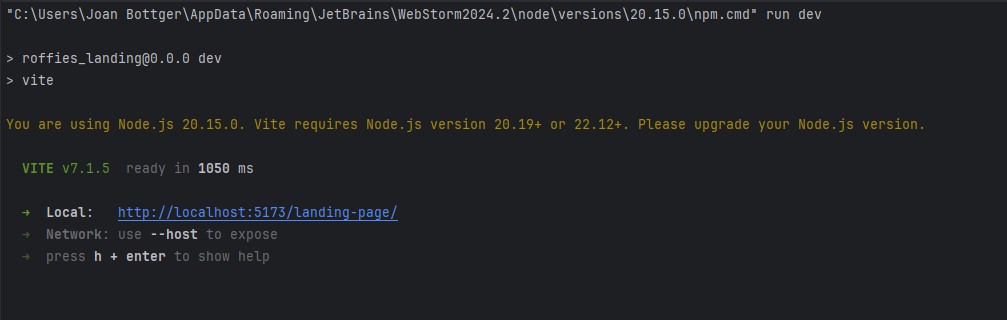 "C:\Users\Joan Bottger\AppData\Roaming\JetBrains\WebStorm2024.2\node\versions\20.15.0\npm.cmd" run dev
> roffies_landing@0.0.0 dev
> vite
You are using Node.js 20.15.0. Vite requires Node.js version 20.19+ or 22.12+. Please upgrade your Node.js version.
VITE v7.1.5  ready in 1050 ms
➜  Local:   http://localhost:5173/landing-page/
➜  Network: use --host to expose
➜  press h + enter to show help